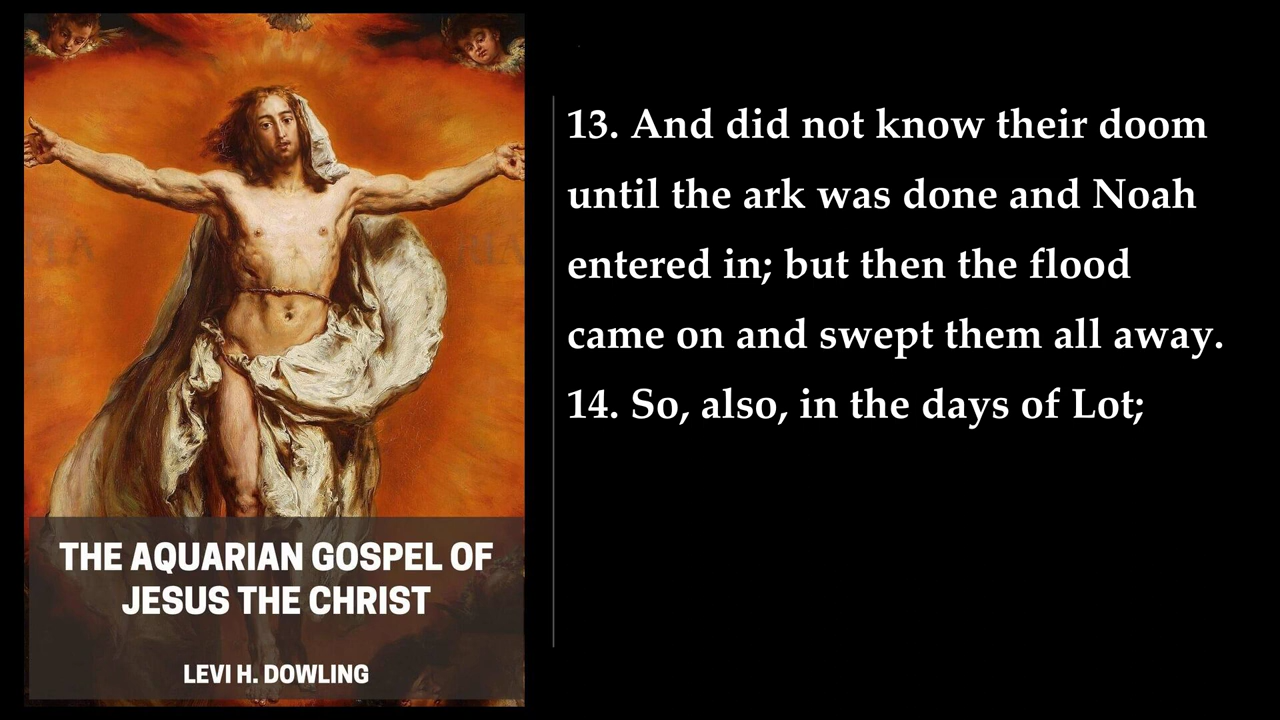 THE AQUARIAN GOSPEL OF
JESUS THE CHRIST
LEVI H. DOWLING
13. And did not know their doom
until the ark was done and Noah
entered in; but then the flood
came on and swept them all away.
14. So, also, in the days of Lot;